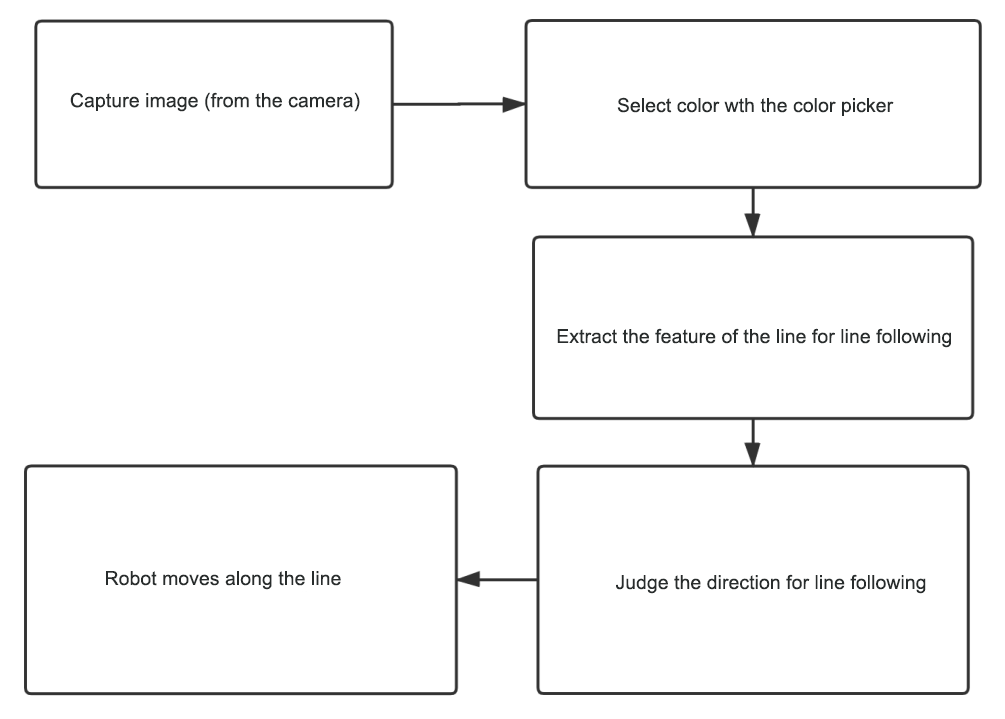 Capture image (from the camera)
Select color wth the color picker
Extract the feature of the line for line following
Judge the direction for line following
Robot moves along the line